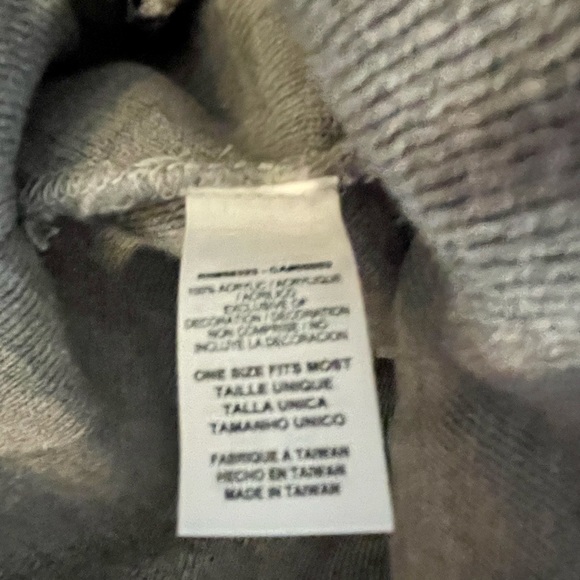 100% ACRYLIC / ACRYLIQUE
/ ACRILICO
EXCLUSIVE OF
DECORATION / DECORATION
NON COMPRISE / NO
INCLUYE LA DECORACION
ONE SIZE FITS MOST
TAILLE UNIQUE
TALLA UNICA
TAMANHO UNICO
FABRIQUE A TAIWAN
HECHO EN TAIWAN
MADE IN TAIWAN